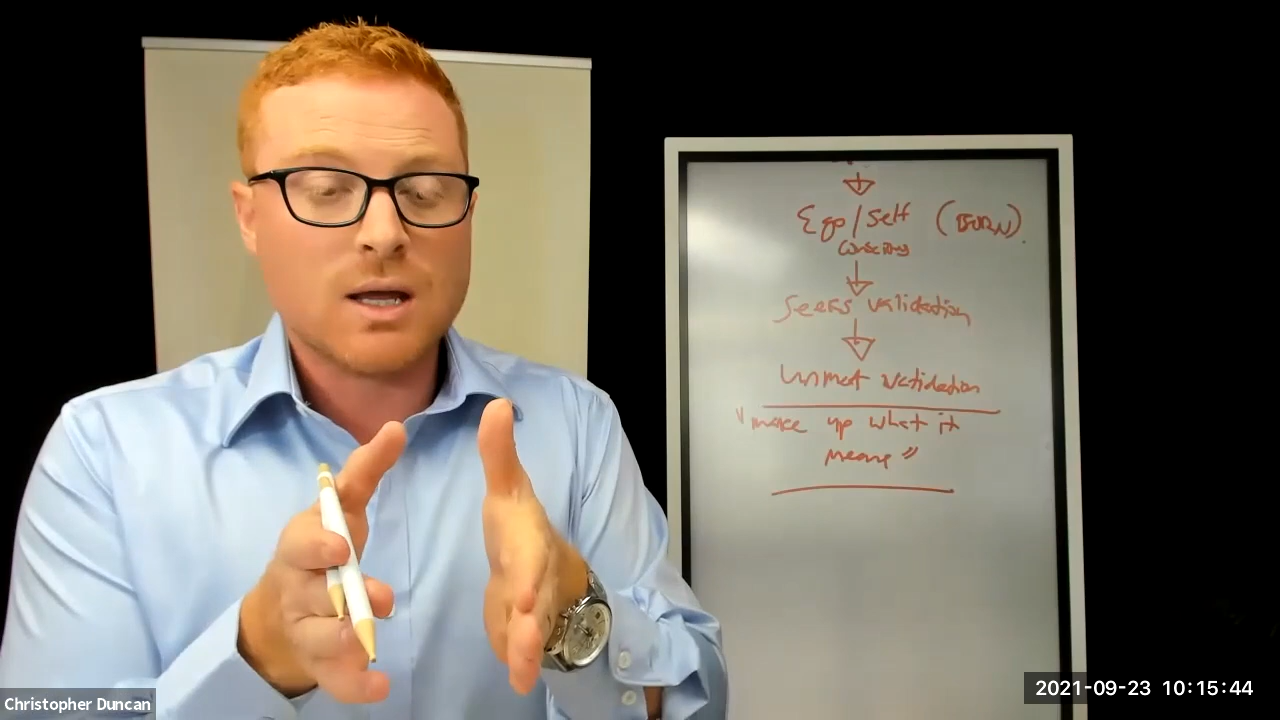 Ego/Self (BORN)
conscious
Seeks validation
Unmet validation
"make up what it
means"
Christopher Duncan
2021-09-23 10:15:44